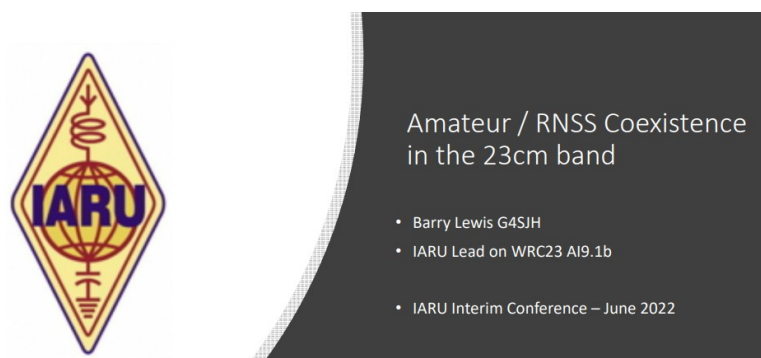 IARU
Amateur / RNSS Coexistence
in the 23cm band
• Barry Lewis G4SJH
• IARU Lead on WRC23 AI9.1b
• IARU Interim Conference – June 2022